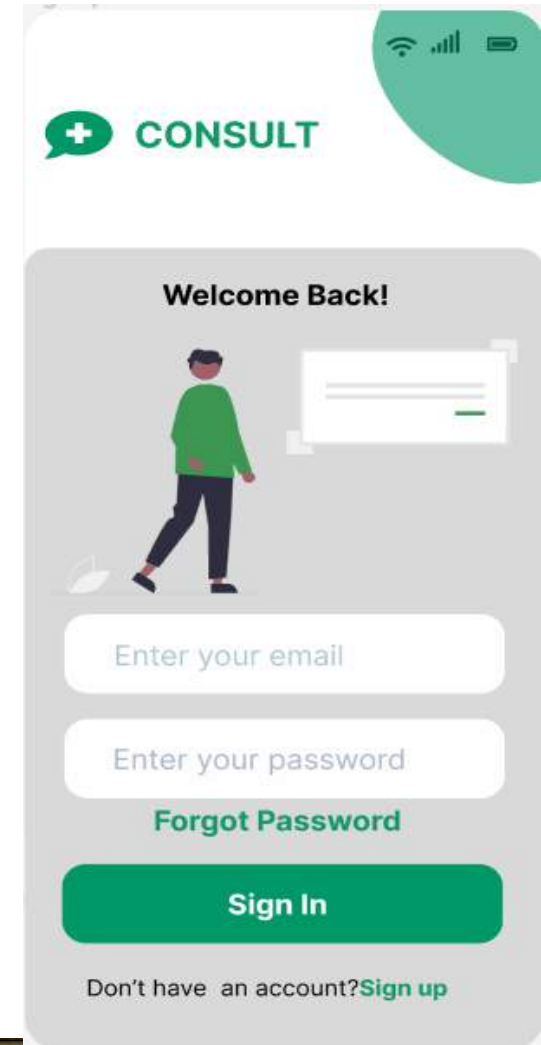 CONSULT
Welcome Back!
Enter your email
Enter your password
Forgot Password
Sign In
Don't have  an account?Sign up